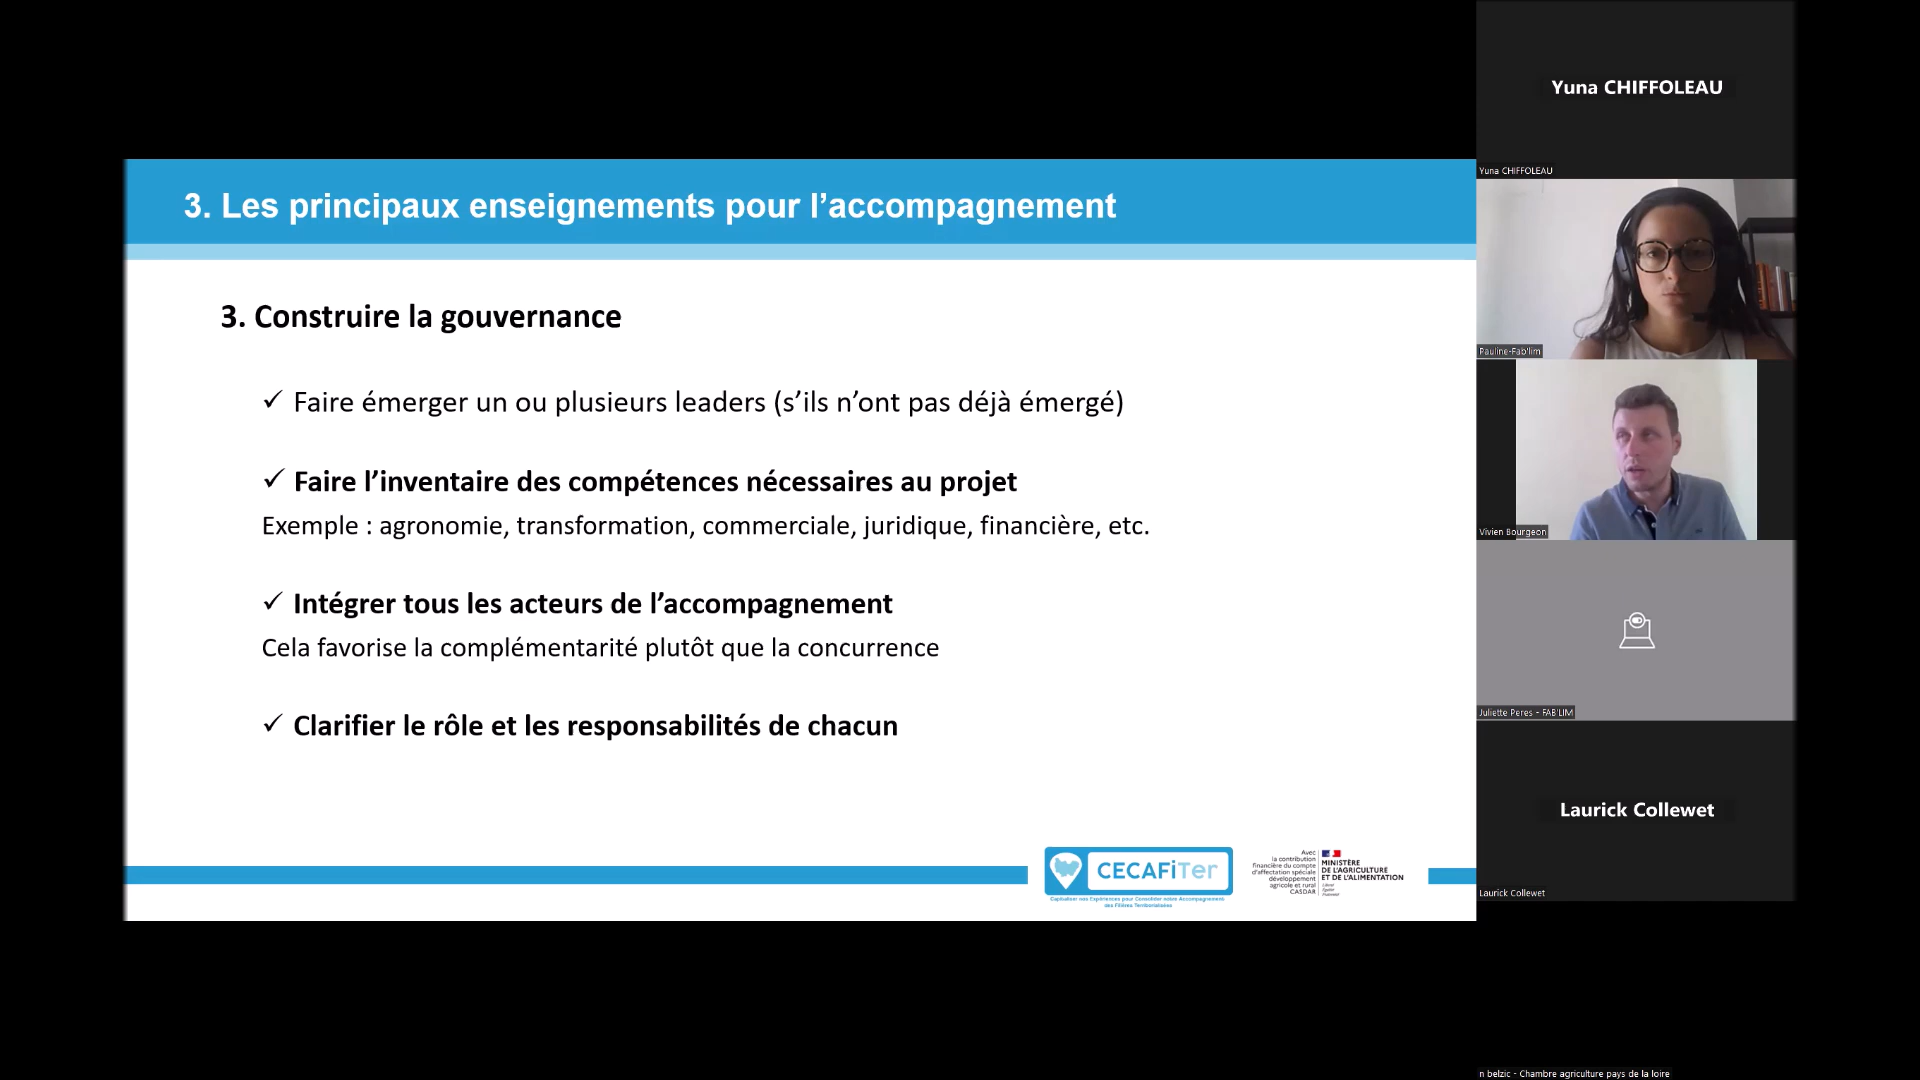 3. Les principaux enseignements pour l’accompagnement
3. Construire la gouvernance
✓ Faire émerger un ou plusieurs leaders (s’ils n’ont pas déjà émergé)
✓ Faire l’inventaire des compétences nécessaires au projet
Exemple : agronomie, transformation, commerciale, juridique, financière, etc.
✓ Intégrer tous les acteurs de l’accompagnement
Cela favorise la complémentarité plutôt que la concurrence
✓ Clarifier le rôle et les responsabilités de chacun
CECAFiTer
Capitaliser nos Expériences pour Consolider notre Accompagnement
des Filières Territorialisées
Avec
la contribution
financière du compte
d’affectation spéciale
développement
agricole et rural
CASDAR
MINISTÈRE
DE L’AGRICULTURE
ET DE L’ALIMENTATION
Liberté
Égalité
Fraternité
Yuna CHIFFOLEAU
Yuna CHIFFOLEAU
Pauline-Fab'lim
Vivien Bourgeon
Juliette Peres - FAB'LIM
Laurick Collewet
Laurick Collewet
n belzic - Chambre agriculture pays de la loire